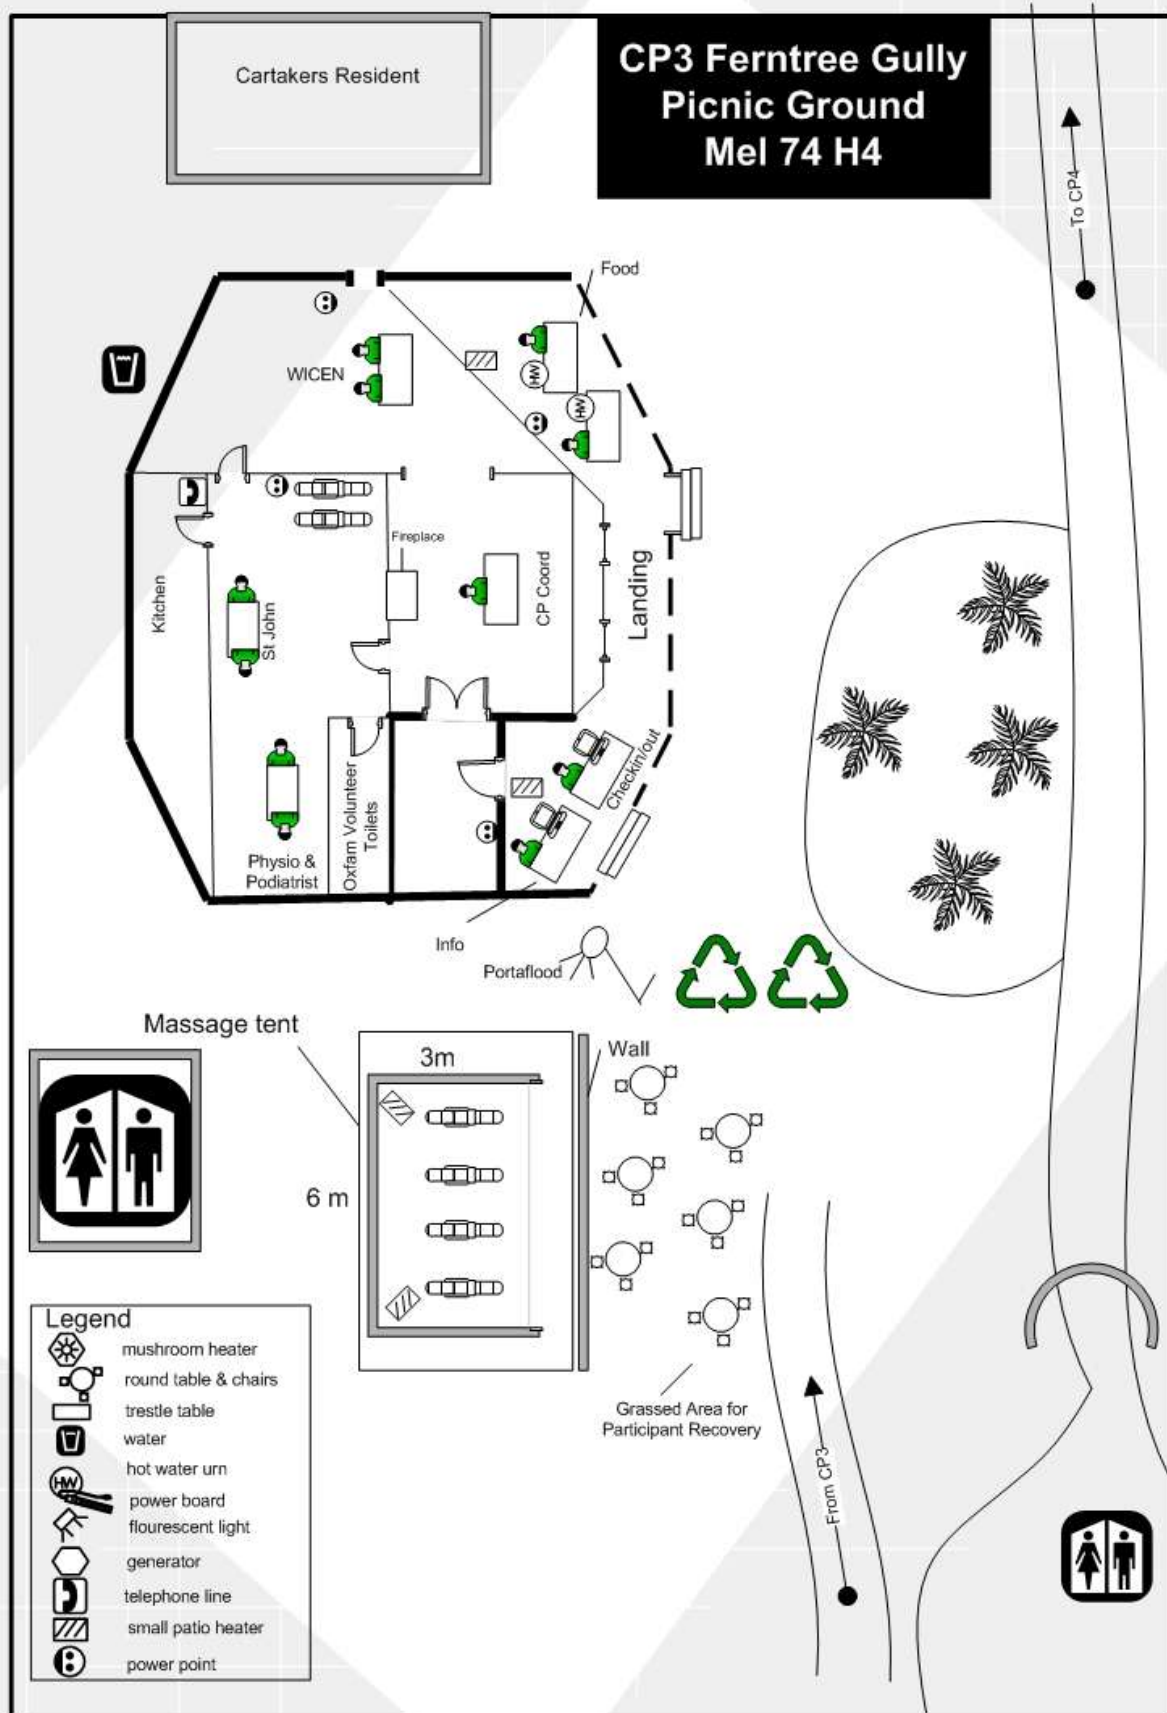 Cartakers Resident
CP3 Ferntree Gully
Picnic Ground
Mel 74 H4
To CP4
Food
WICEN
HW
HW
Fireplace
Kitchen
St John
CP Coord
Landing
Checkin/out
Oxfam Volunteer
Toilets
Physio &
Podiatrist
Info
Portaflood
Massage tent
3m
Wall
6 m
Grassed Area for
Participant Recovery
From CP3
Legend
mushroom heater
round table & chairs
trestle table
water
hot water urn
HW
power board
flourescent light
generator
telephone line
small patio heater
power point